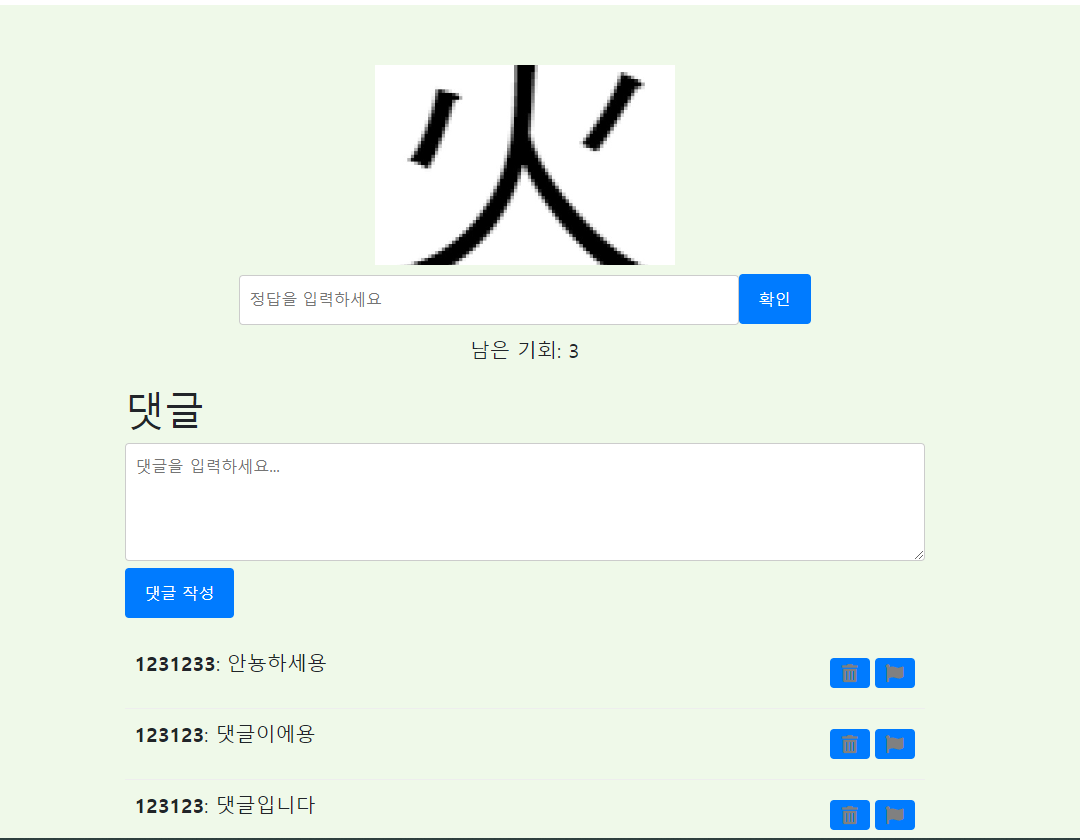 火
정답을 입력하세요 확인
남은 기회: 3
댓글
댓글을 입력하세요...
댓글 작성
1231233: 안뇽하세용
123123: 댓글이에용
123123: 댓글입니다